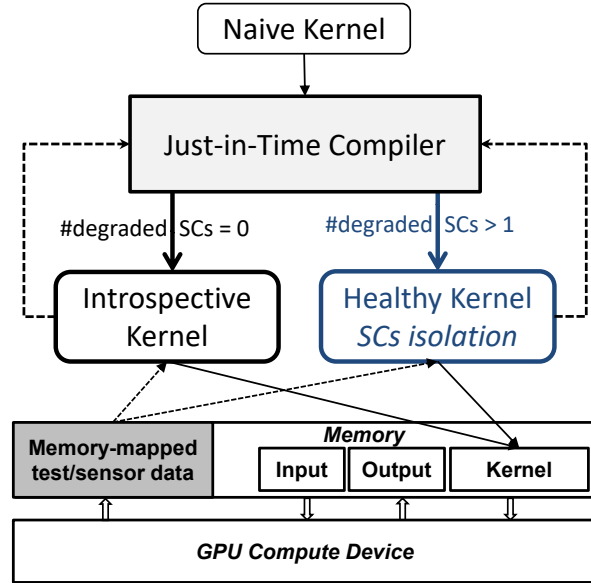 Naive Kernel
Just-in-Time Compiler
#degraded SCs = 0
#degraded SCs > 1
Introspective
Kernel
Healthy Kernel
SCs isolation
Memory-mapped
test/sensor data
Memory
Input
Output
Kernel
GPU Compute Device